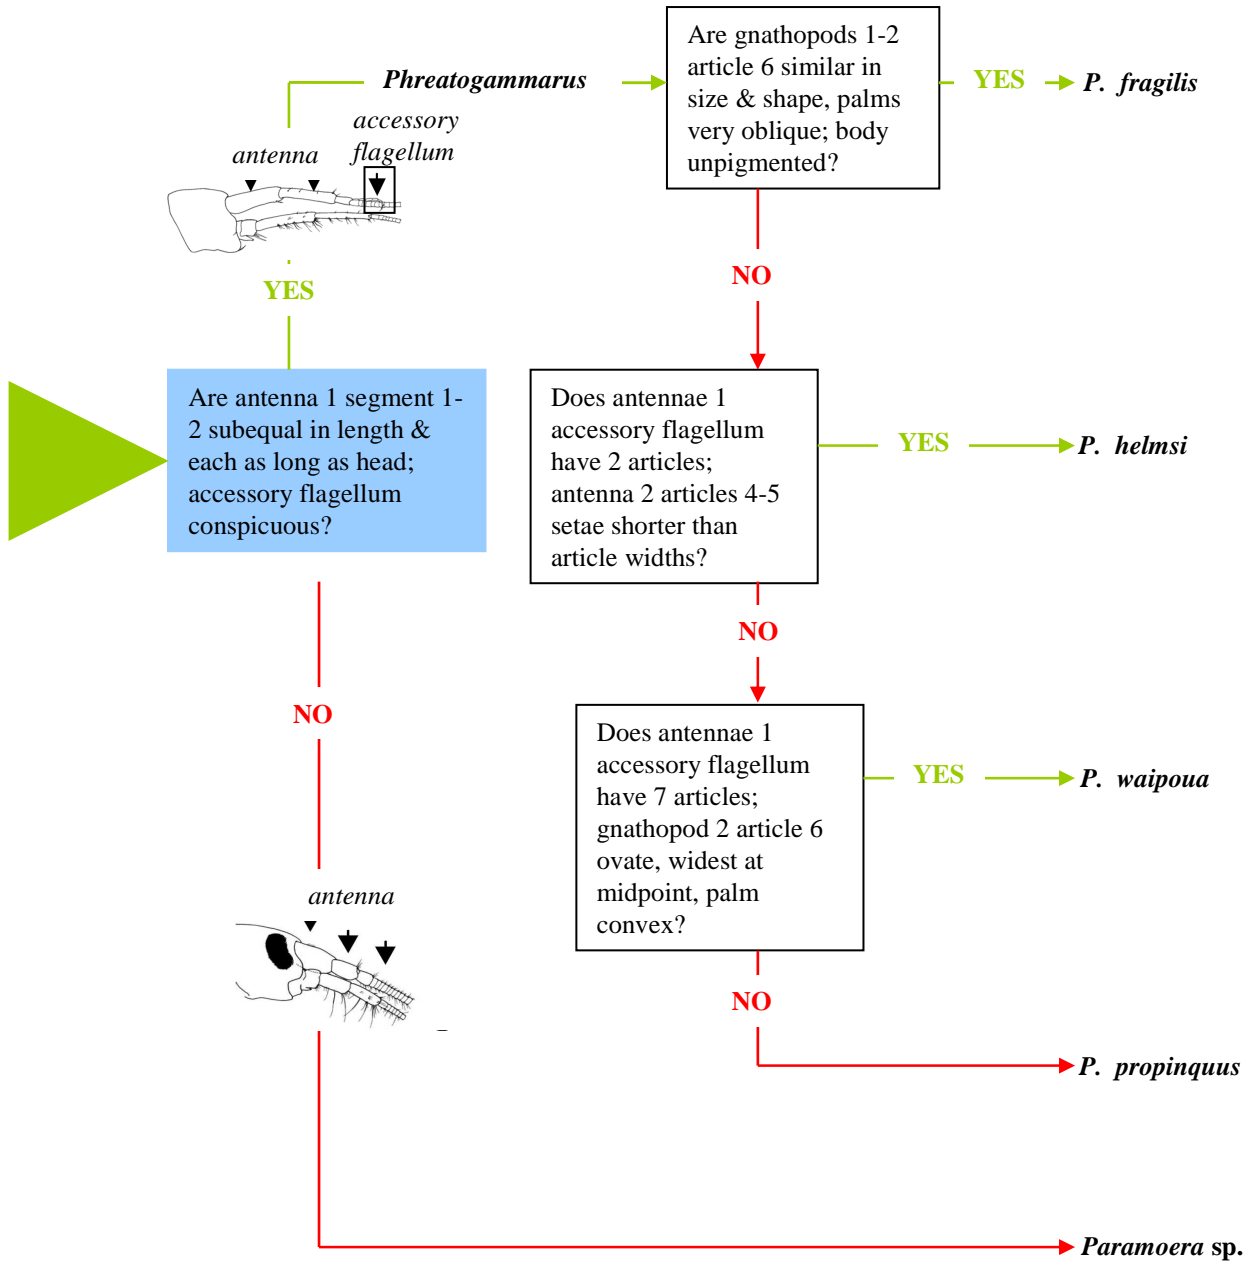 Phreatogammarus
accessory
flagellum
antenna
YES
Are antenna 1 segment 1-
2 subequal in length &
each as long as head;
accessory flagellum
conspicuous?
NO
antenna
Are gnathopods 1-2
article 6 similar in
size & shape, palms
very oblique; body
unpigmented?
YES
P. fragilis
NO
Does antennae 1
accessory flagellum
have 2 articles;
antenna 2 articles 4-5
setae shorter than
article widths?
YES
P. helmsi
NO
Does antennae 1
accessory flagellum
have 7 articles;
gnathopod 2 article 6
ovate, widest at
midpoint, palm
convex?
YES
P. waipoua
NO
P. propinquus
Paramoera sp.